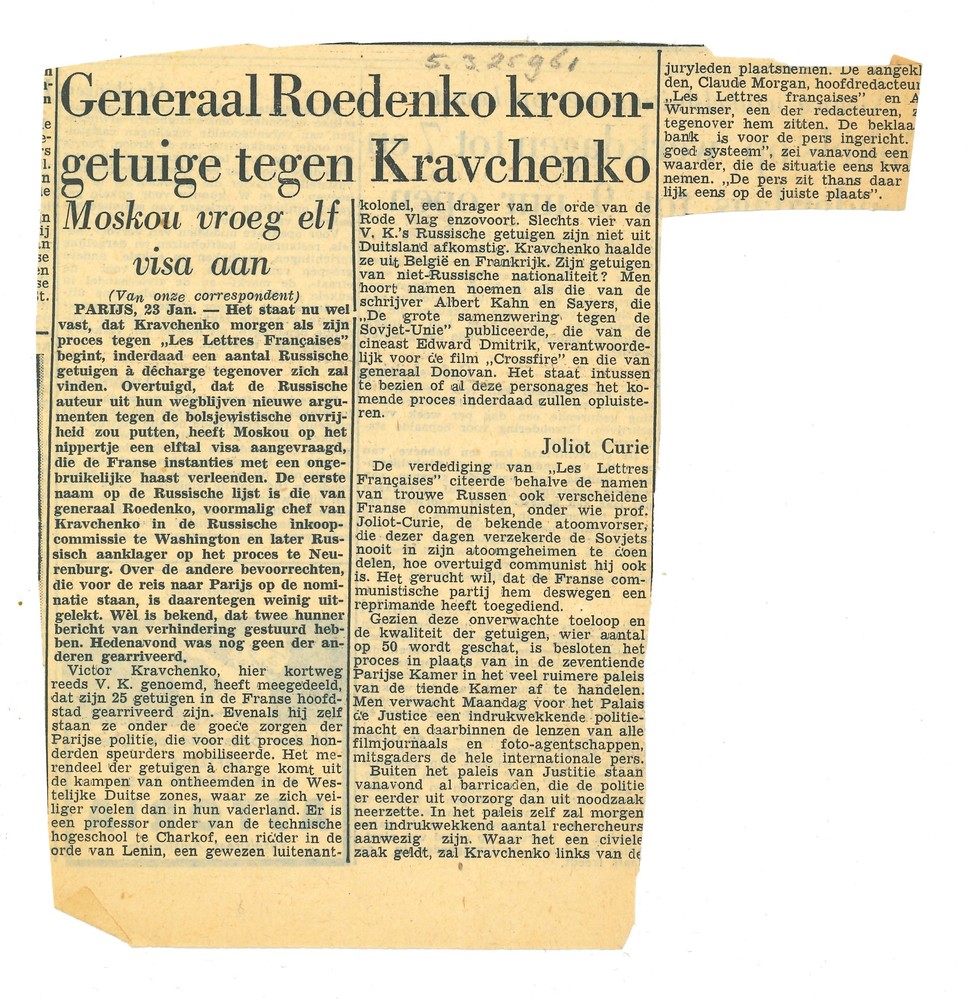 5.3.25961
Generaal Roedenko kroon-
getuige tegen Kravchenko
Moskou vroeg elf
visa aan
(Van onze correspondent)
PARIJS, 23 Jan. — Het staat nu wel
vast, dat Kravchenko morgen als zijn
proces tegen „Les Lettres Françaises”
begint, inderdaad een aantal Russische
getuigen à décharge tegenover zich zal
vinden. Overtuigd, dat de Russische
auteur uit hun wegblijven nieuwe argu-
menten tegen de bolsjewistische onvrij-
heid zou putten, heeft Moskou op het
nippertje een elftal visa aangevraagd,
die de Franse instanties met een onge-
bruikelijke haast verleenden. De eerste
naam op de Russische lijst is die van
generaal Roedenko, voormalig chef van
Kravchenko in de Russische inkoop-
commissie te Washington en later Rus-
sisch aanklager op het proces te Neu-
renburg. Over de andere bevoorrechten,
die voor de reis naar Parijs op de nomi-
natie staan, is daarentegen weinig uit-
gelekt. Wèl is bekend, dat twee hunner
bericht van verhindering gestuurd heb-
ben. Hedenavond was nog geen der an-
deren gearriveerd.
Victor Kravchenko, hier kortweg
reeds V. K. genoemd, heeft meegedeeld,
dat zijn 25 getuigen in de Franse hoofd-
stad gearriveerd zijn. Evenals hij zelf
staan ze onder de goede zorgen der
Parijse politie, die voor dit proces hon-
derden speurders mobiliseerde. Het me-
rendeel der getuigen à charge komt uit
de kampen van ontheemden in de Wes-
telijke Duitse zones, waar ze zich vei-
liger voelen dan in hun vaderland. Er is
een professor onder van de technische
hogeschool te Charkof, een ridder in de
orde van Lenin, een gewezen luitenant-
kolonel, een drager van de orde van de
Rode Vlag enzovoort. Slechts vier van
V. K.’s Russische getuigen zijn niet uit
Duitsland afkomstig. Kravchenko haalde
ze uit België en Frankrijk. Zijn getuigen
van niet-Russische nationaliteit? Men
hoort namen noemen als die van de
schrijver Albert Kahn en Sayers, die
„De grote samenzwering tegen de
Sovjet-Unie” publiceerde, die van de
cineast Edward Dmitrik, verantwoorde-
lijk voor de film „Crossfire” en die van
generaal Donovan. Het staat intussen
te bezien of al deze personages het ko-
mende proces inderdaad zullen opluiste-
ren.
Joliot Curie
De verdediging van „Les Lettres
Françaises” citeerde behalve de namen
van trouwe Russen ook verscheidene
Franse communisten, onder wie prof.
Joliot-Curie, de bekende atoomvorser,
die dezer dagen verzekerde de Sovjets
nooit in zijn atoomgeheimen te doen
delen, hoe overtuigd communist hij ook
is. Het gerucht wil, dat de Franse com-
munistische partij hem deswegen een
reprimande heeft toegediend.
Gezien deze onverwachte toeloop en
de kwaliteit der getuigen, wier aantal
op 50 wordt geschat, is besloten het
proces in plaats van in de zeventiende
Parijse Kamer in het veel ruimere paleis
van de tiende Kamer af te handelen.
Men verwacht Maandag voor het Palais
de Justice een indrukwekkende politie-
macht en daarbinnen de lenzen van alle
filmjournaals en foto-agentschappen,
mitsgaders de hele internationale pers.
Buiten het paleis van Justitie staan
vanavond al barricaden, die de politie
er eerder uit voorzorg dan uit noodzaak
neerzette. In het paleis zelf zal morgen
een indrukwekkend aantal rechercheurs
aanwezig zijn. Waar het een civiele
zaak geldt, zal Kravchenko links van de
juryleden plaatsnemen. De aangekl
den, Claude Morgan, hoofdredacteur
„Les Lettres françaises” en A
Wurmser, een der redacteuren, z
tegenover hem zitten. De beklaa
bank is voor de pers ingericht.
goed systeem”, zei vanavond een
waarder, die de situatie eens kwa
nemen. „De pers zit thans daar
lijk eens op de juiste plaats”.